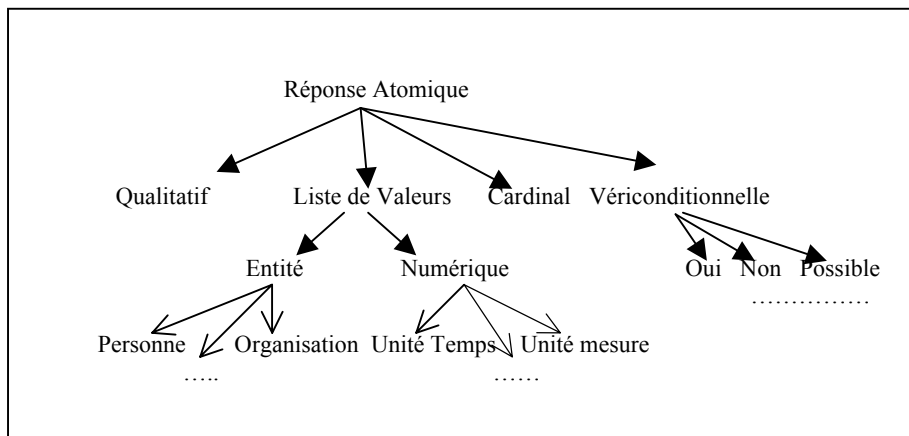 Réponse Atomique
Qualitatif Liste de Valeurs Cardinal Vériconditionnelle
Entité Numérique Oui Non Possible
……………
Personne Organisation Unité Temps Unité mesure
….. ……